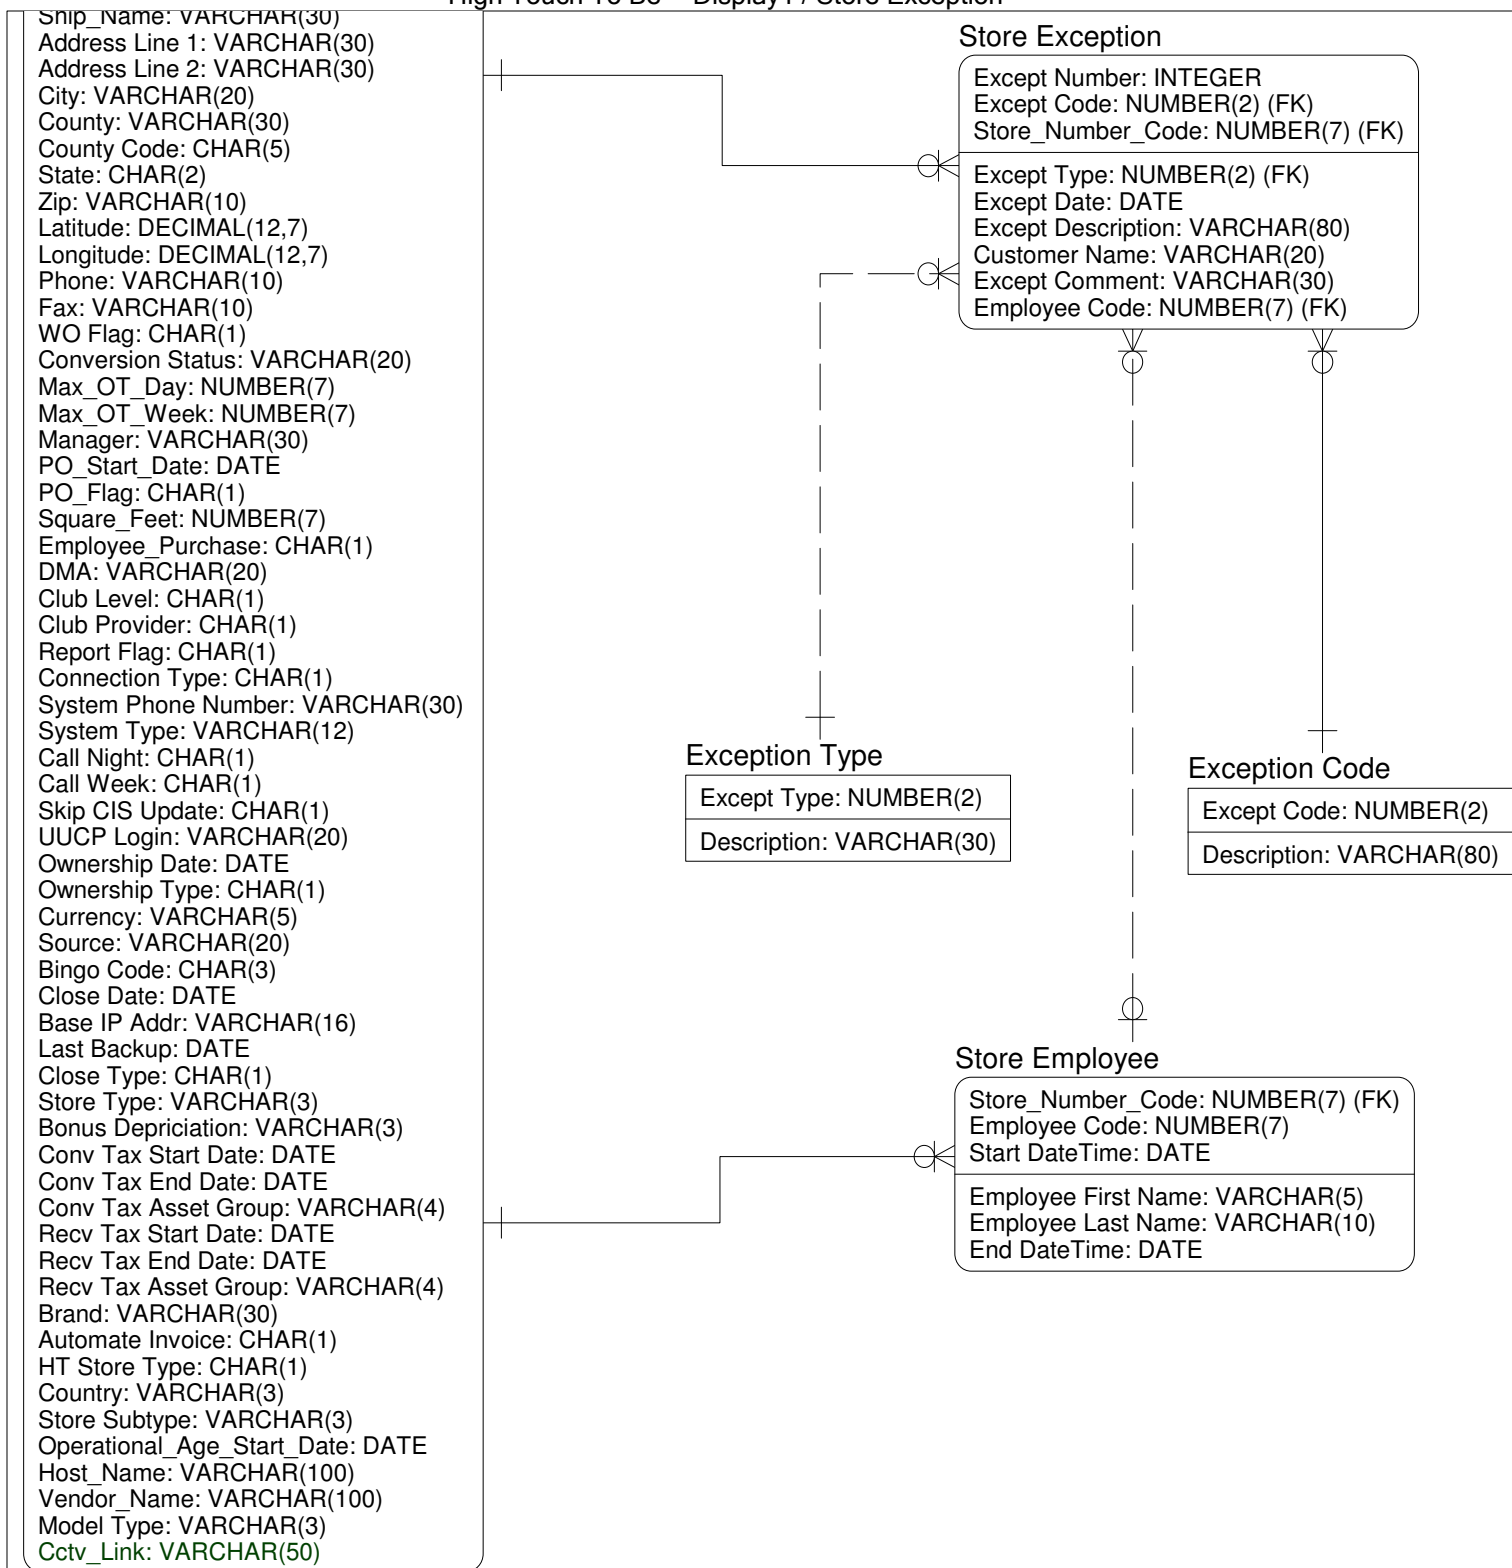 High Touch To Be - Display1 / Store Exception
Ship_Name: VARCHAR(30)
Address Line 1: VARCHAR(30)
Address Line 2: VARCHAR(30)
City: VARCHAR(20)
County: VARCHAR(30)
County Code: CHAR(5)
State: CHAR(2)
Zip: VARCHAR(10)
Latitude: DECIMAL(12,7)
Longitude: DECIMAL(12,7)
Phone: VARCHAR(10)
Fax: VARCHAR(10)
WO Flag: CHAR(1)
Conversion Status: VARCHAR(20)
Max_OT_Day: NUMBER(7)
Max_OT_Week: NUMBER(7)
Manager: VARCHAR(30)
PO_Start_Date: DATE
PO_Flag: CHAR(1)
Square_Feet: NUMBER(7)
Employee_Purchase: CHAR(1)
DMA: VARCHAR(20)
Club Level: CHAR(1)
Club Provider: CHAR(1)
Report Flag: CHAR(1)
Connection Type: CHAR(1)
System Phone Number: VARCHAR(30)
System Type: VARCHAR(12)
Call Night: CHAR(1)
Call Week: CHAR(1)
Skip CIS Update: CHAR(1)
UUCP Login: VARCHAR(20)
Ownership Date: DATE
Ownership Type: CHAR(1)
Currency: VARCHAR(5)
Source: VARCHAR(20)
Bingo Code: CHAR(3)
Close Date: DATE
Base IP Addr: VARCHAR(16)
Last Backup: DATE
Close Type: CHAR(1)
Store Type: VARCHAR(3)
Bonus Depriciation: VARCHAR(3)
Conv Tax Start Date: DATE
Conv Tax End Date: DATE
Conv Tax Asset Group: VARCHAR(4)
Recv Tax Start Date: DATE
Recv Tax End Date: DATE
Recv Tax Asset Group: VARCHAR(4)
Brand: VARCHAR(30)
Automate Invoice: CHAR(1)
HT Store Type: CHAR(1)
Country: VARCHAR(3)
Store Subtype: VARCHAR(3)
Operational_Age_Start_Date: DATE
Host_Name: VARCHAR(100)
Vendor_Name: VARCHAR(100)
Model Type: VARCHAR(3)
Cctv_Link: VARCHAR(50)
Store Exception
Except Number: INTEGER
Except Code: NUMBER(2) (FK)
Store_Number_Code: NUMBER(7) (FK)
Except Type: NUMBER(2) (FK)
Except Date: DATE
Except Description: VARCHAR(80)
Customer Name: VARCHAR(20)
Except Comment: VARCHAR(30)
Employee Code: NUMBER(7) (FK)
Exception Type
Except Type: NUMBER(2)
Description: VARCHAR(30)
Exception Code
Except Code: NUMBER(2)
Description: VARCHAR(80)
Store Employee
Store_Number_Code: NUMBER(7) (FK)
Employee Code: NUMBER(7)
Start DateTime: DATE
Employee First Name: VARCHAR(5)
Employee Last Name: VARCHAR(10)
End DateTime: DATE